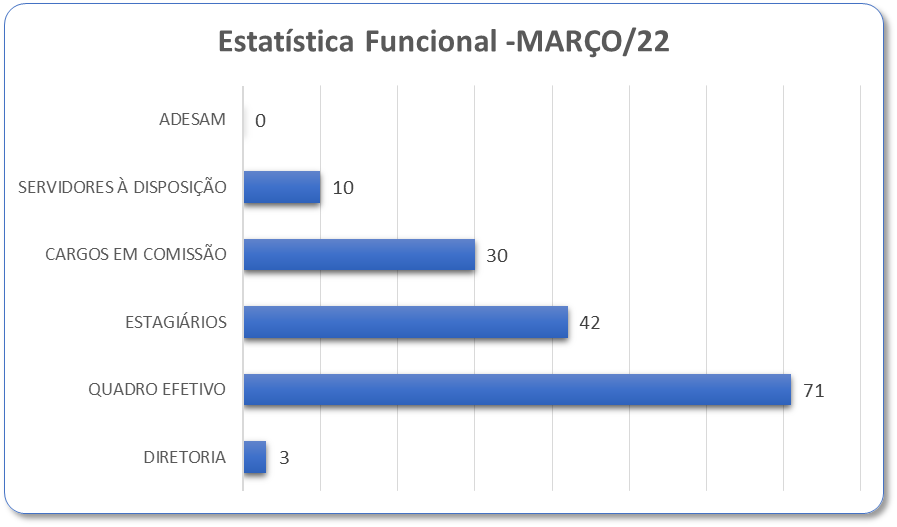 Estatística Funcional -MARÇO/22
ADESAM 0
SERVIDORES À DISPOSIÇÃO 10
CARGOS EM COMISSÃO 30
ESTAGIÁRIOS 42
QUADRO EFETIVO 71
DIRETORIA 3